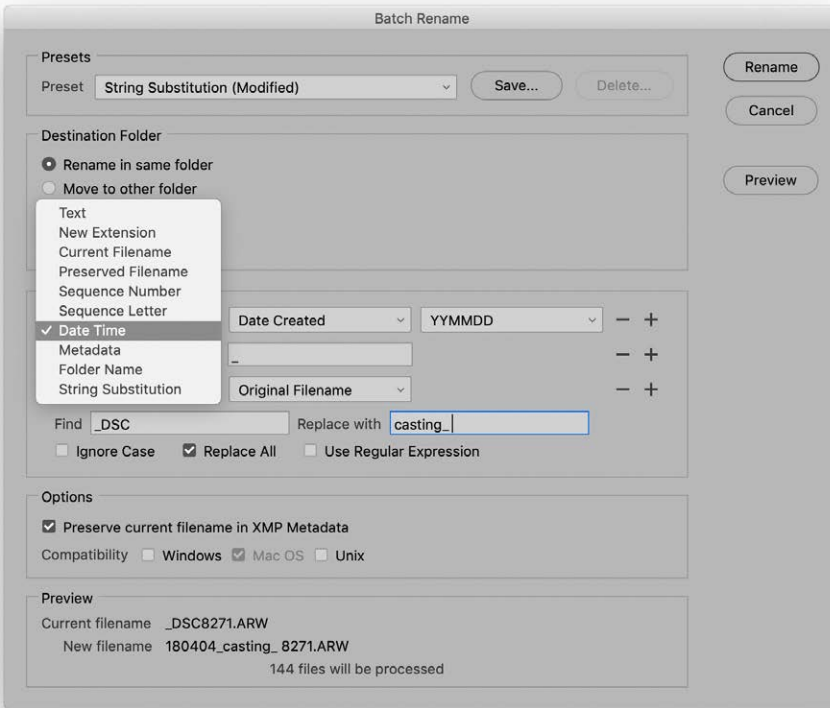 Batch Rename
Presets
Preset String Substitution (Modified) Save... Delete...
Rename
Cancel
Preview
Destination Folder
Rename in same folder
Move to other folder
Text
New Extension
Current Filename
Preserved Filename
Sequence Number
Sequence Letter
✓ Date Time
Metadata
Folder Name
String Substitution
Date Created YYMMDD − +
_ − +
Original Filename − +
Find _DSC Replace with casting_
Ignore Case Replace All Use Regular Expression
Options
Preserve current filename in XMP Metadata
Compatibility Windows Mac OS Unix
Preview
Current filename _DSC8271.ARW
New filename 180404_casting_ 8271.ARW
144 files will be processed